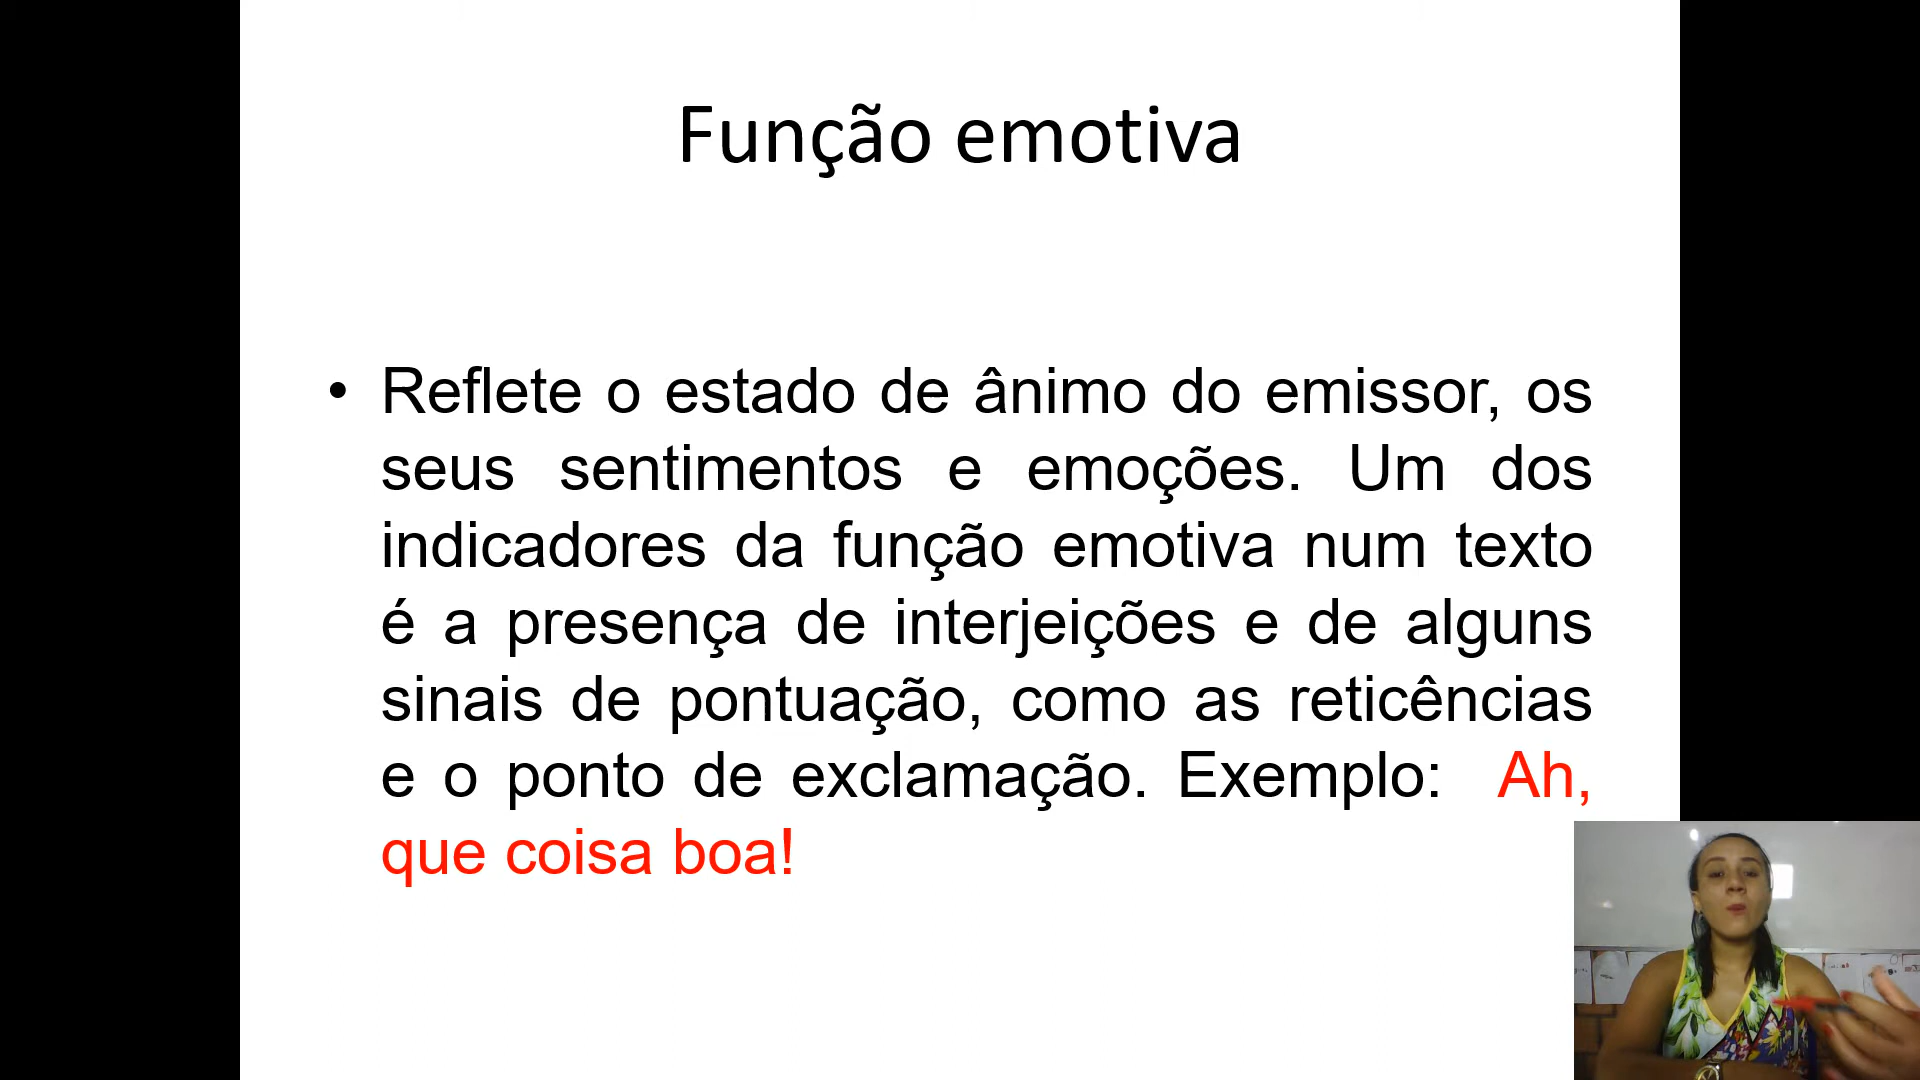 Função emotiva
• Reflete o estado de ânimo do emissor, os
seus sentimentos e emoções. Um dos
indicadores da função emotiva num texto
é a presença de interjeições e de alguns
sinais de pontuação, como as reticências
e o ponto de exclamação. Exemplo: Ah,
que coisa boa!